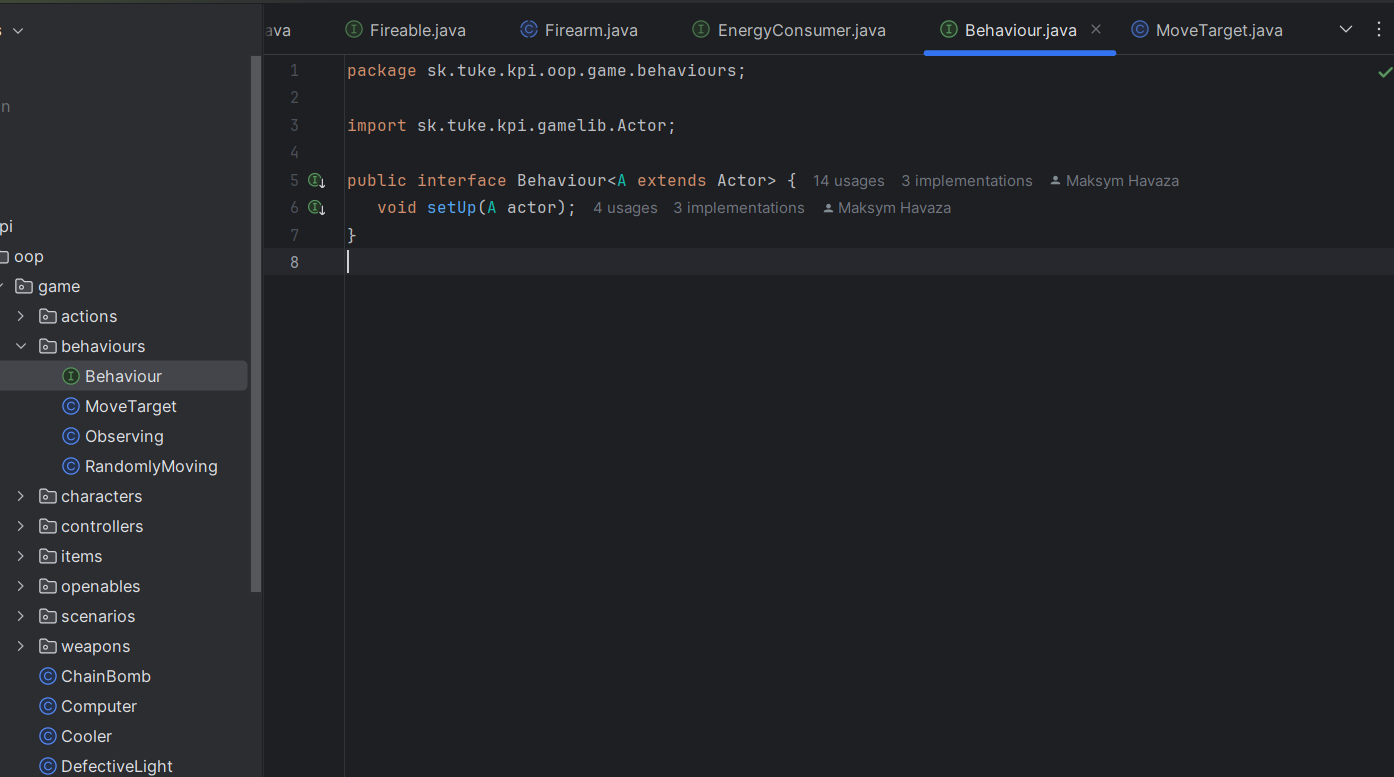 ava
Fireable.java
Firearm.java
EnergyConsumer.java
Behaviour.java
MoveTarget.java
s
n
pi
oop
game
actions
behaviours
Behaviour
MoveTarget
Observing
RandomlyMoving
characters
controllers
items
openables
scenarios
weapons
ChainBomb
Computer
Cooler
DefectiveLight
1 package sk.tuke.kpi.oop.game.behaviours;
2
3 import sk.tuke.kpi.gamelib.Actor;
4
5 public interface Behaviour<A extends Actor> { 14 usages 3 implementations Maksym Havaza
6 void setUp(A actor); 4 usages 3 implementations Maksym Havaza
7 }
8